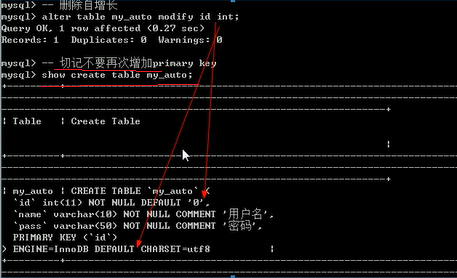 mysql> -- 删除自增长
mysql> alter table my_auto modify id int;
Query OK, 1 row affected (0.27 sec)
Records: 1  Duplicates: 0  Warnings: 0
mysql> -- 切记不要再次增加primary key
mysql> show create table my_auto;
| Table   | Create Table
|
| my_auto | CREATE TABLE `my_auto` (
`id` int(11) NOT NULL DEFAULT '0',
`name` varchar(10) NOT NULL COMMENT '用户名',
`pass` varchar(50) NOT NULL COMMENT '密码',
PRIMARY KEY (`id`)
) ENGINE=InnoDB DEFAULT CHARSET=utf8 |